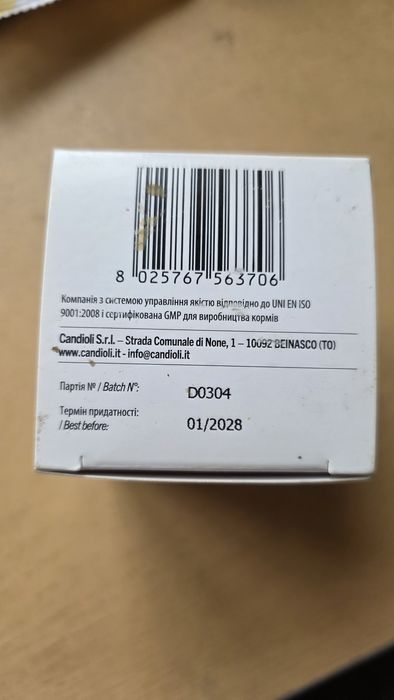 8 025767 563706
Компанія з системою управління якістю відповідно до UNI EN ISO
9001:2008 і сертифікована GMP для виробництва кормів
Candioli S.r.l. – Strada Comunale di None, 1 – 10092 BEINASCO (TO)
www.candioli.it - info@candioli.it
Партія № / Batch N°: D0304
Термін придатності:
/ Best before: 01/2028